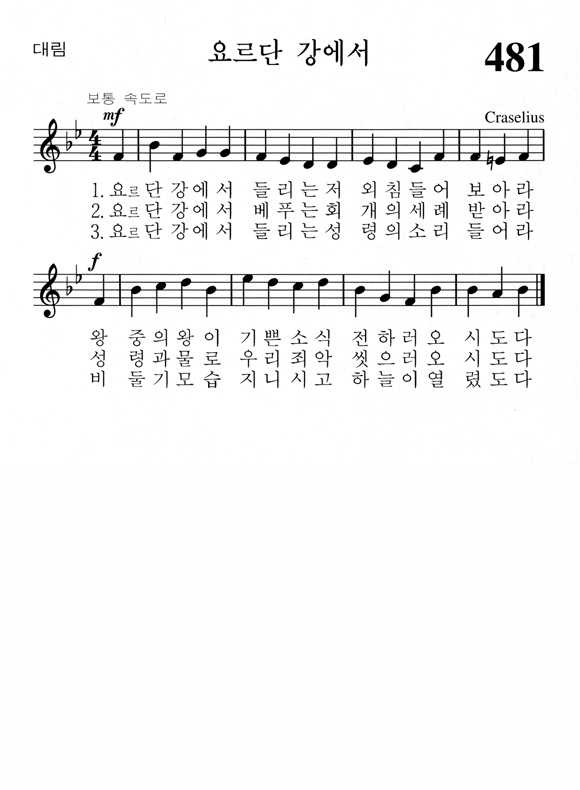 대림
요르단 강에서
481
보통 속도로
mf
Craselius
1. 요르단 강에서 들리는저 외침들어 보아라
2. 요르단 강에서 베푸는회 개의세례 받아라
3. 요르단 강에서 들리는성 령의소리 들어라
f
왕 중의왕이 기쁜소식 전하러오 시도다
성 령과물로 우리죄악 씻으러오 시도다
비 둘기모습 지니시고 하늘이열 렸도다